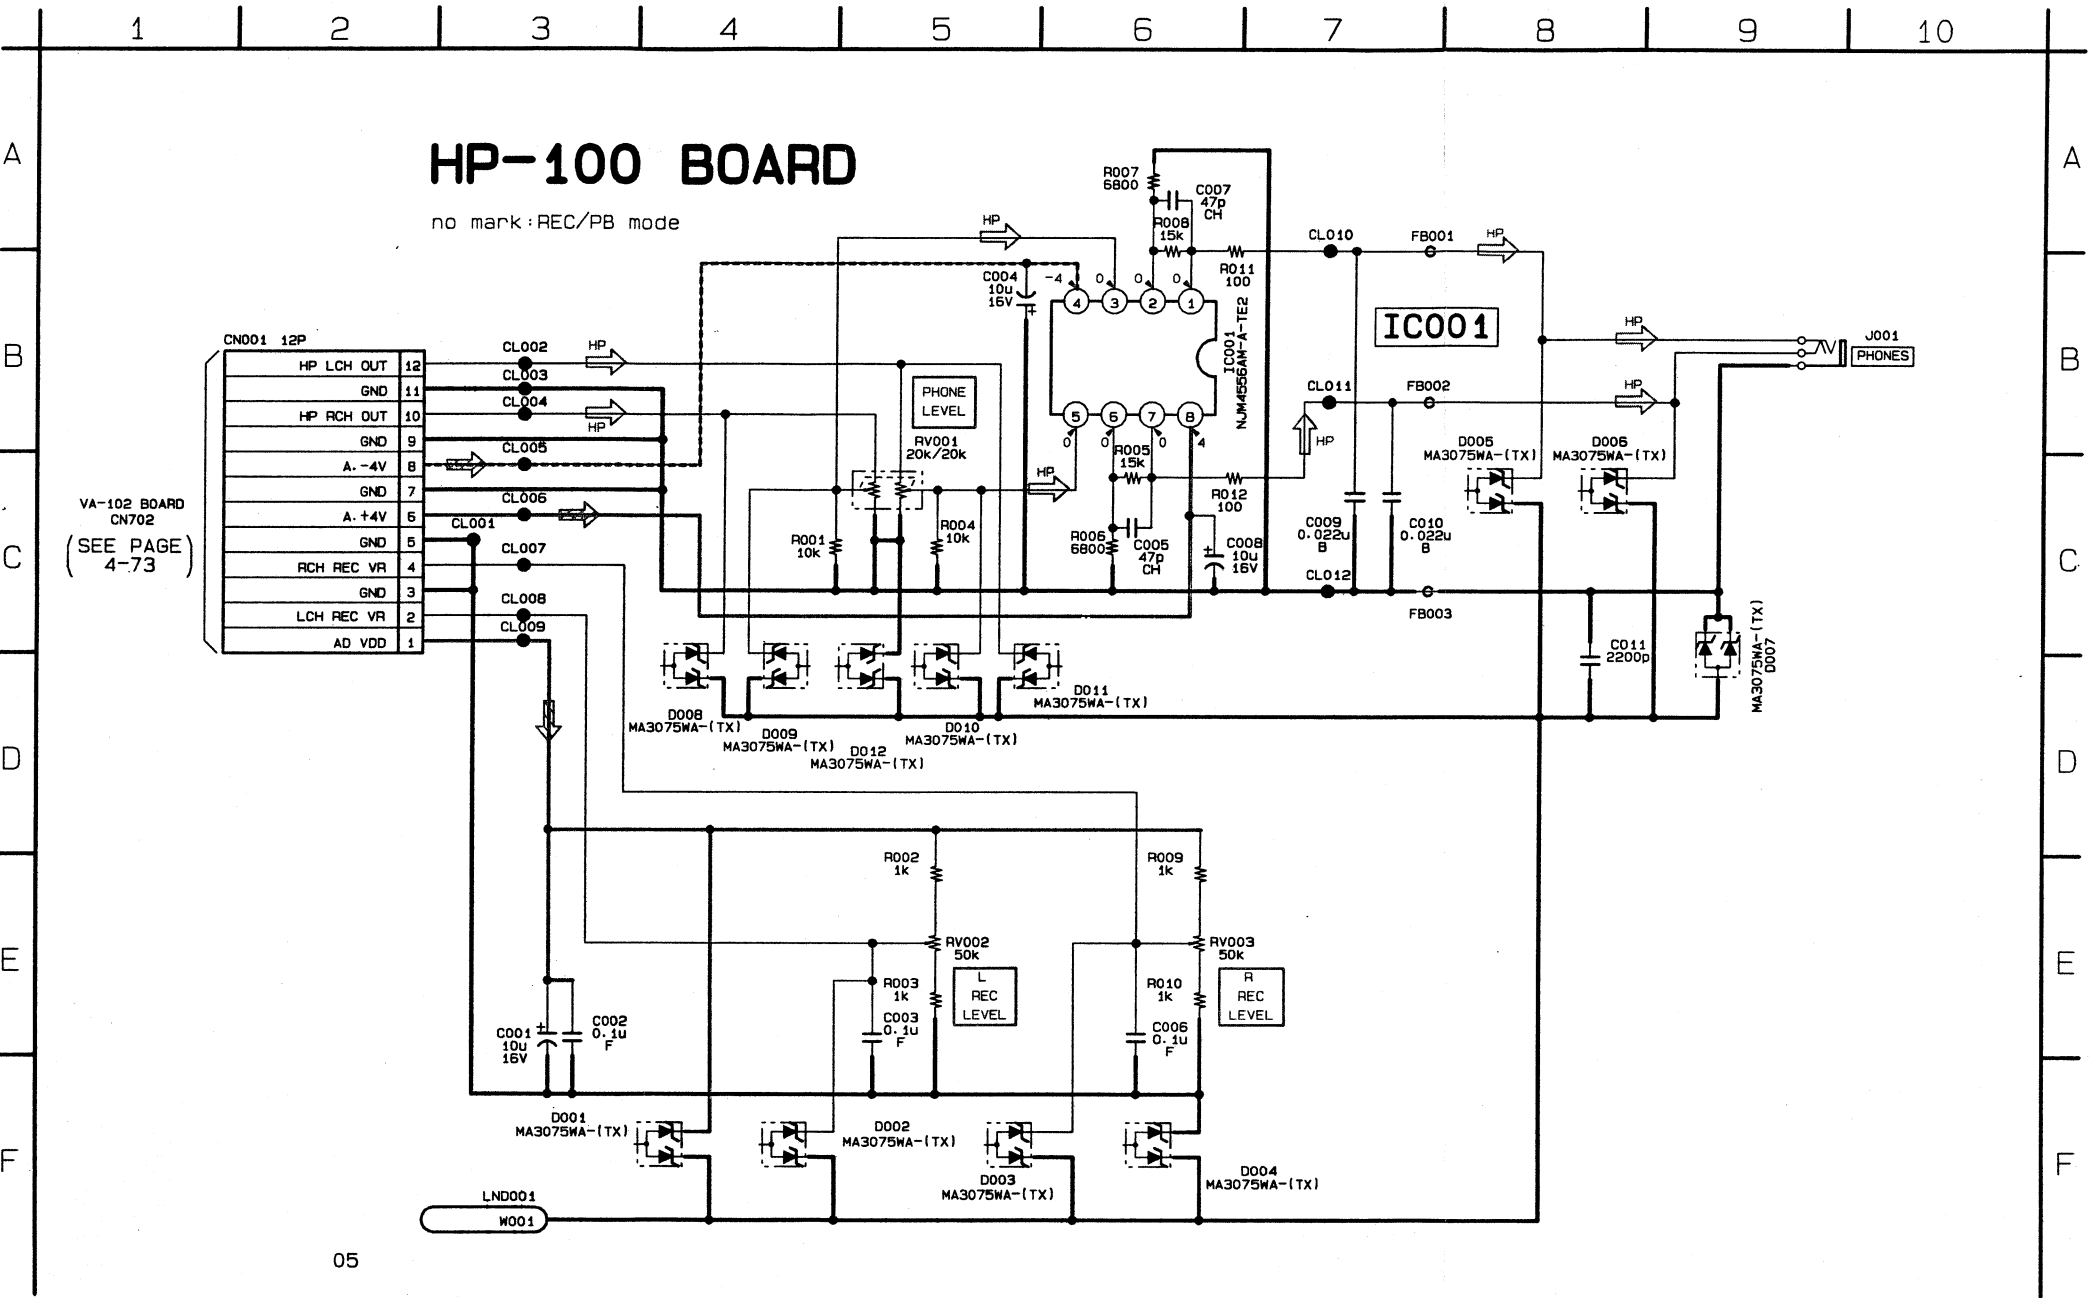 1 2 3 4 5 6 7 8 9 10
A A
HP-100 BOARD
no mark:REC/PB mode
R007
6800
C007
47p
CH
R008
15k
HP
CL010
FB001
HP
R011
100
C004
10u
16V
-4 0 0 0
4 3 2 1
IC001
NJM4556AM-A-TE2
IC001
B B
HP
J001
PHONES
CN001 12P
HP LCH OUT 12
GND 11
HP RCH OUT 10
GND 9
A.-4V 8
GND 7
A.+4V 6
GND 5
RCH REC VR 4
GND 3
LCH REC VR 2
AD VDD 1
CL002
HP
CL003
CL004
HP
CL005
CL006
CL001
CL007
CL008
CL009
PHONE
LEVEL
RV001
20k/20k
5 6 7 8
0 0 0 4
CL011
FB002
HP
HP
HP
R005
15k
R012
100
D005
MA3075WA-(TX)
D006
MA3075WA-(TX)
VA-102 BOARD
CN702
(SEE PAGE
4-73)
C C
R001
10k
R004
10k
R006
6800
C005
47p
CH
C008
10u
16V
C009
0.022u
B
C010
0.022u
B
CL012
FB003
C011
2200p
MA3075WA-(TX)
D007
D008
MA3075WA-(TX)
D009
MA3075WA-(TX)
D012
MA3075WA-(TX)
D010
MA3075WA-(TX)
D011
MA3075WA-(TX)
D D
R002
1k
R009
1k
RV002
50k
RV003
50k
E E
R003
1k
L
REC
LEVEL
R010
1k
R
REC
LEVEL
C001
10u
16V
C002
0.1u
F
C003
0.1u
F
C006
0.1u
F
D001
MA3075WA-(TX)
D002
MA3075WA-(TX)
F F
D003
MA3075WA-(TX)
D004
MA3075WA-(TX)
LND001
W001
05